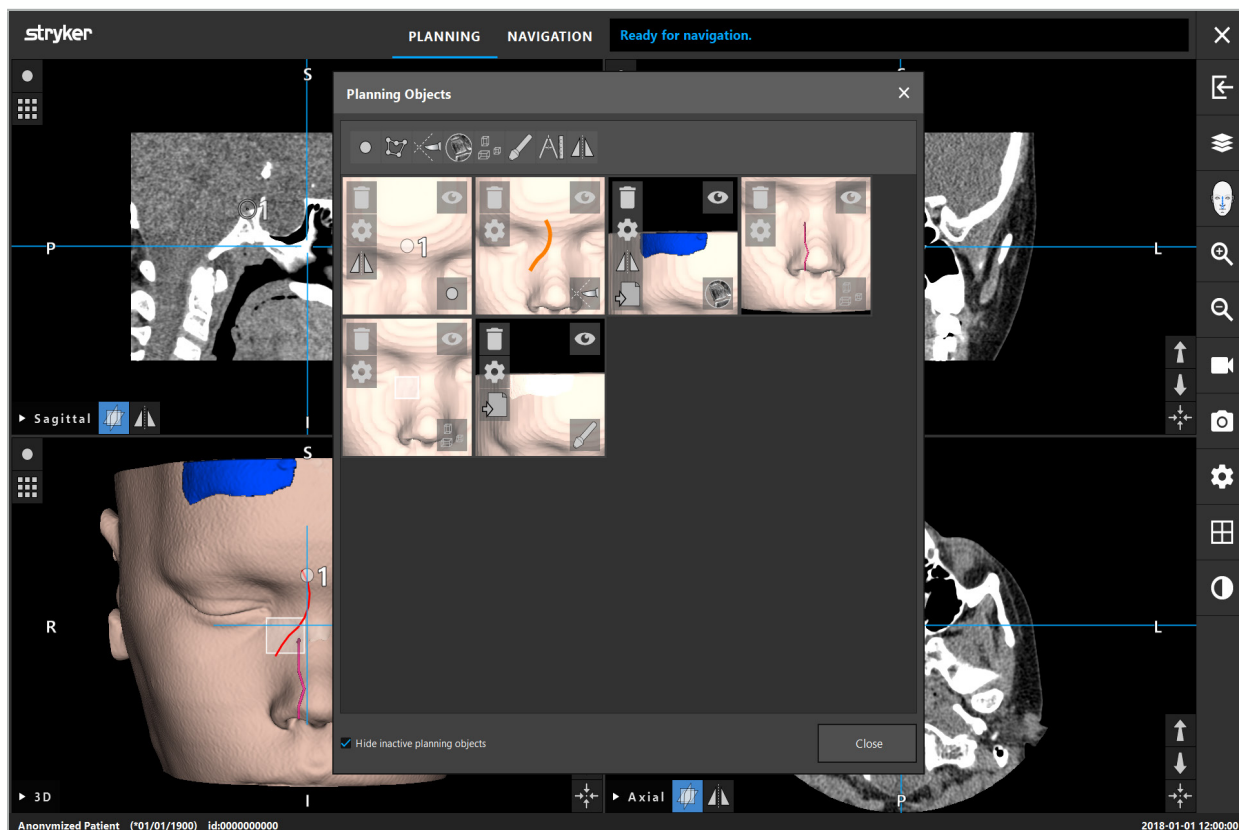 stryker
PLANNING NAVIGATION Ready for navigation.
S
Planning Objects
1
1
P
L
Sagittal
S
1
R
L
Hide inactive planning objects
Close
3D
I
Axial
P
Anonymized Patient (*01/01/1900) id:0000000000
2018-01-01 12:00:00